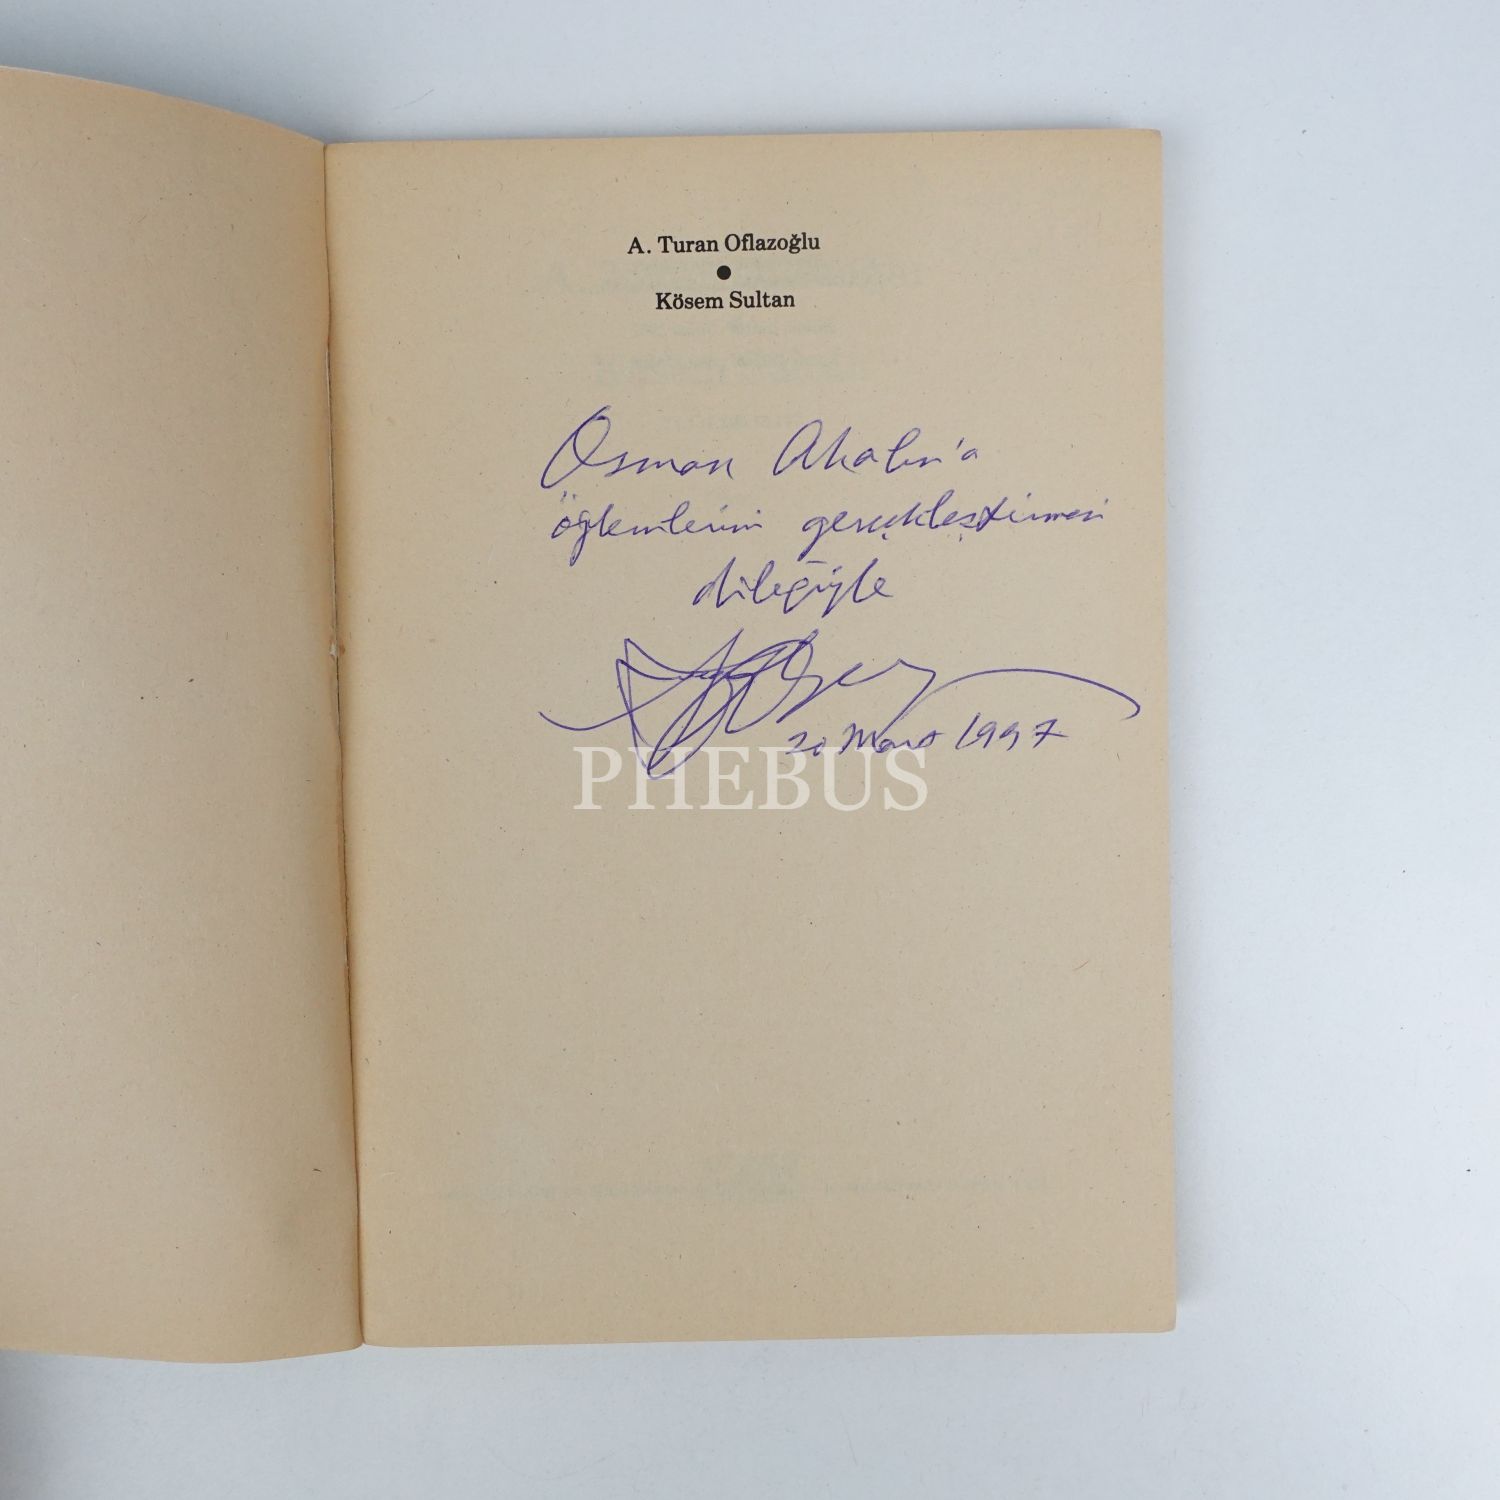 A. Turan Oflazoğlu
●
Kösem Sultan
Osman Akalın'a
özlemlerini gerçekleştirmesi
dileğiyle
20 Mart 1997
PHEBUS